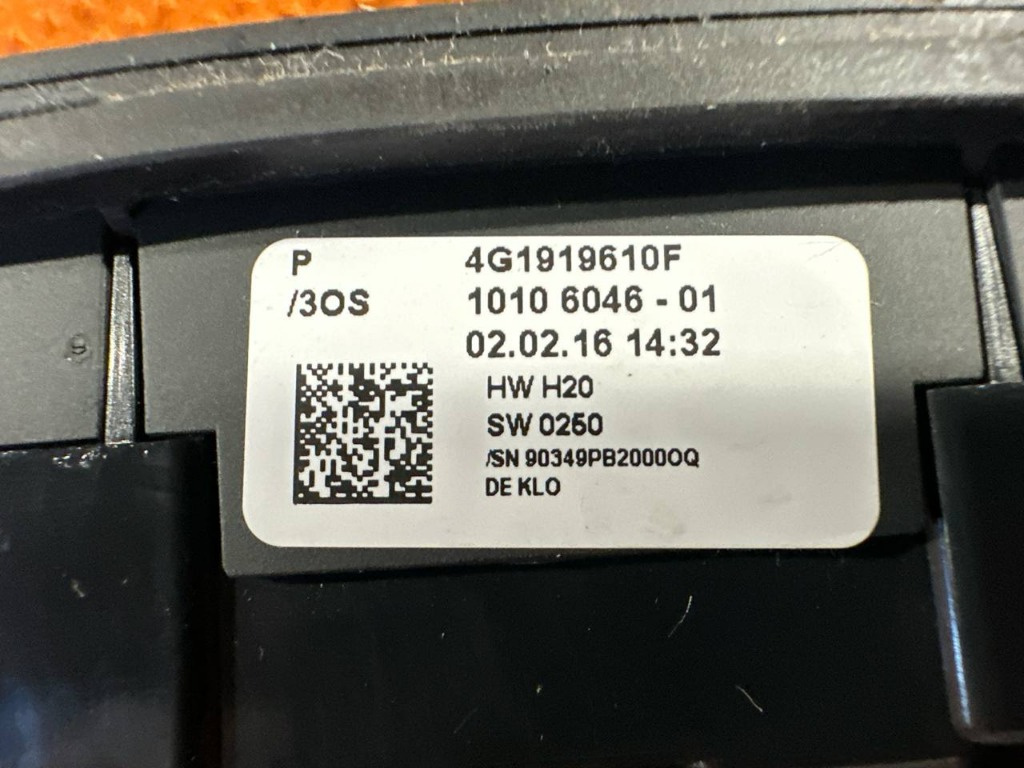 P 4G1919610F
/3OS 1010 6046 - 01
02.02.16 14:32
HW H20
SW 0250
/SN 90349PB2000OQ
DE KLO